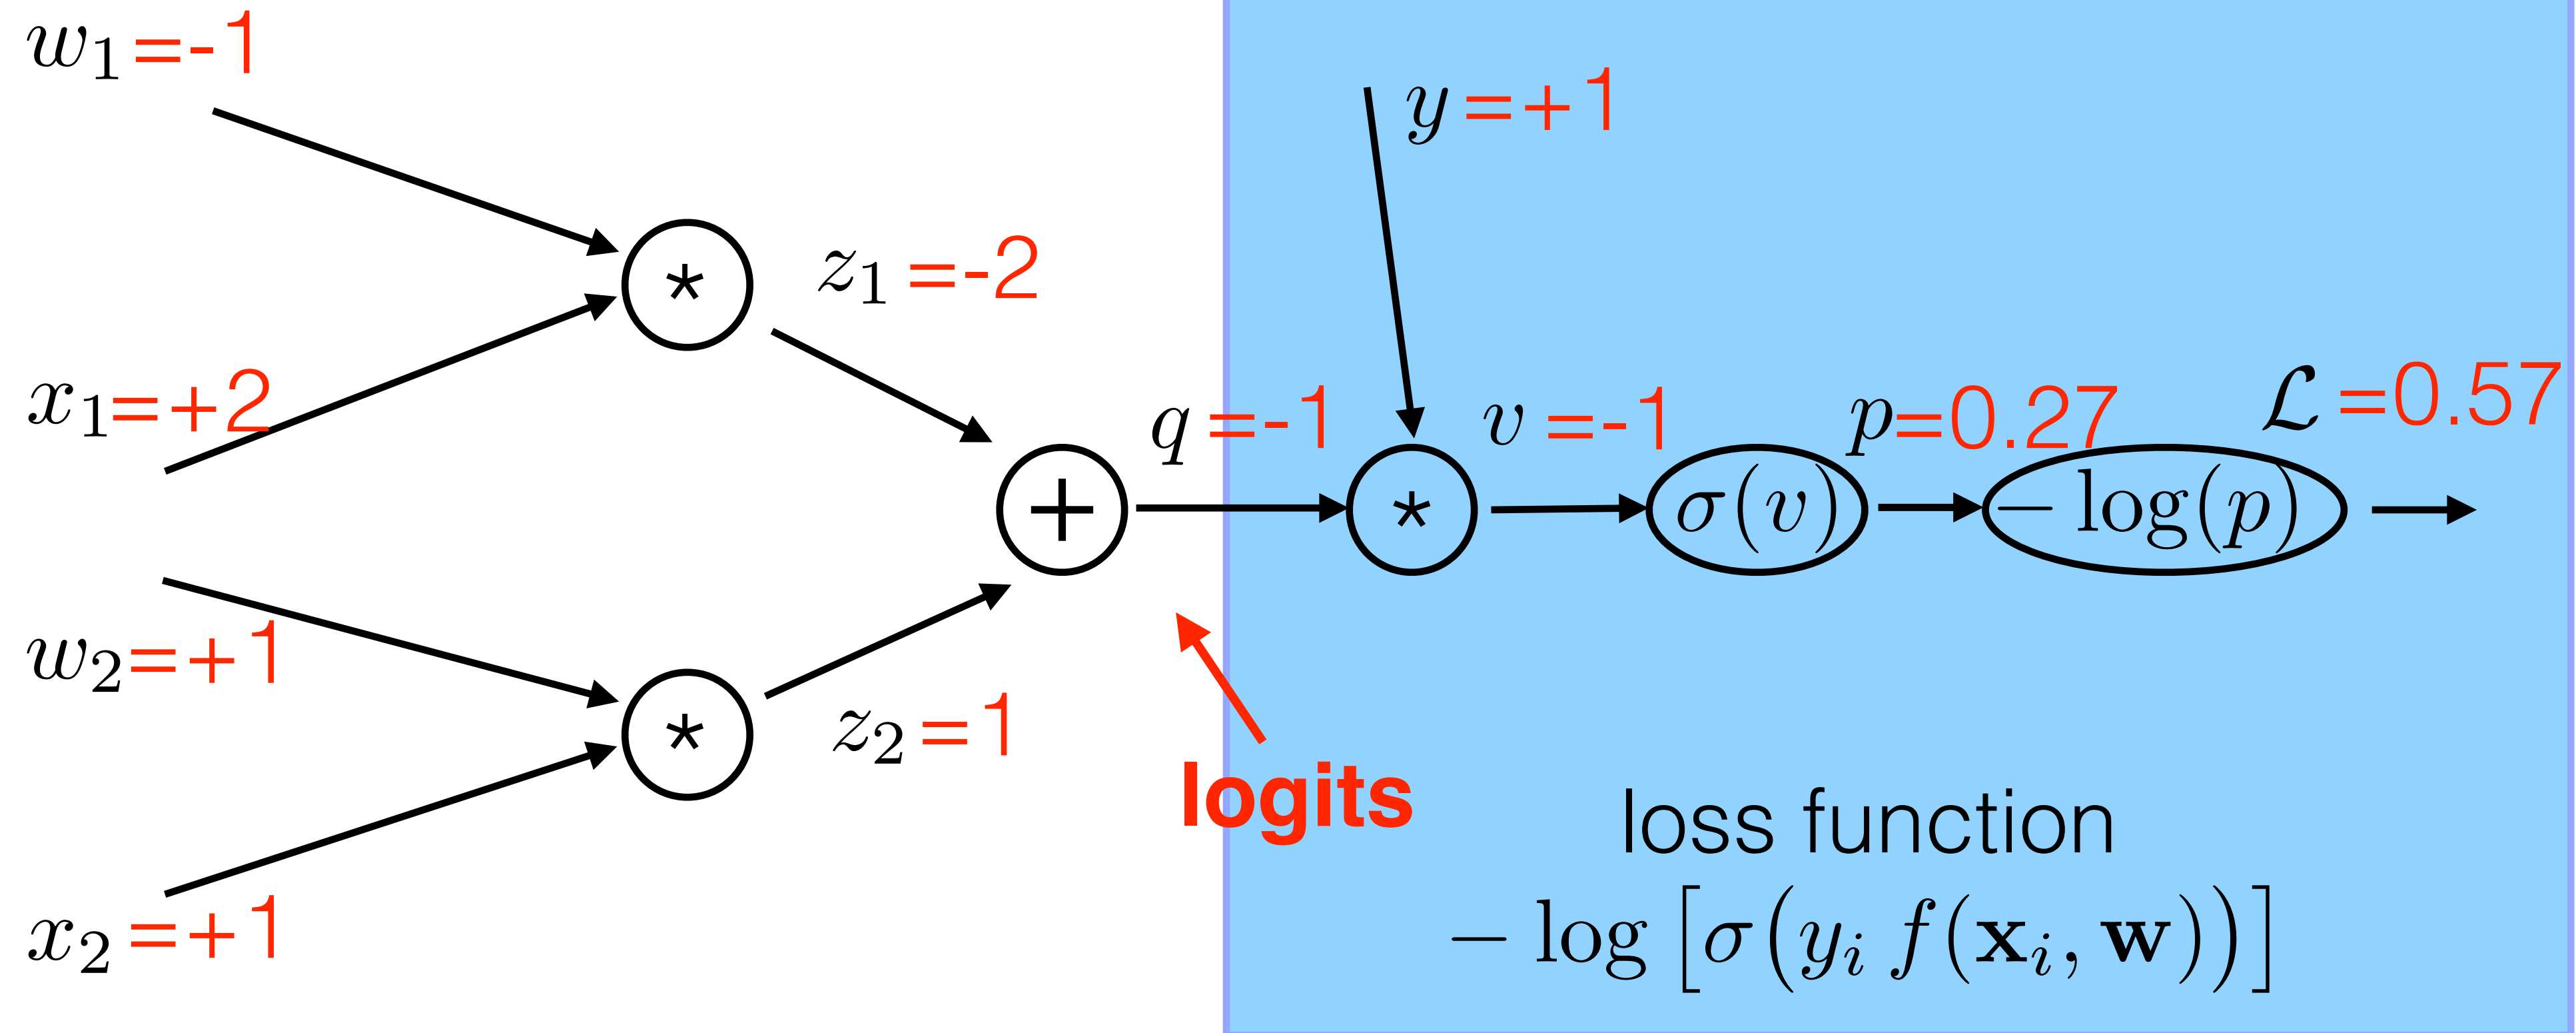 w₁ =-1
x₁ =+2
w₂ =+1
x₂ =+1
*
*
z₁ =-2
z₂ =1
+
q =-1
logits
y =+1
*
v =-1
σ(v)
p =0.27
− log(p)
ℒ =0.57
loss function
− log [σ(yᵢ f(𝐱ᵢ, 𝐰))]